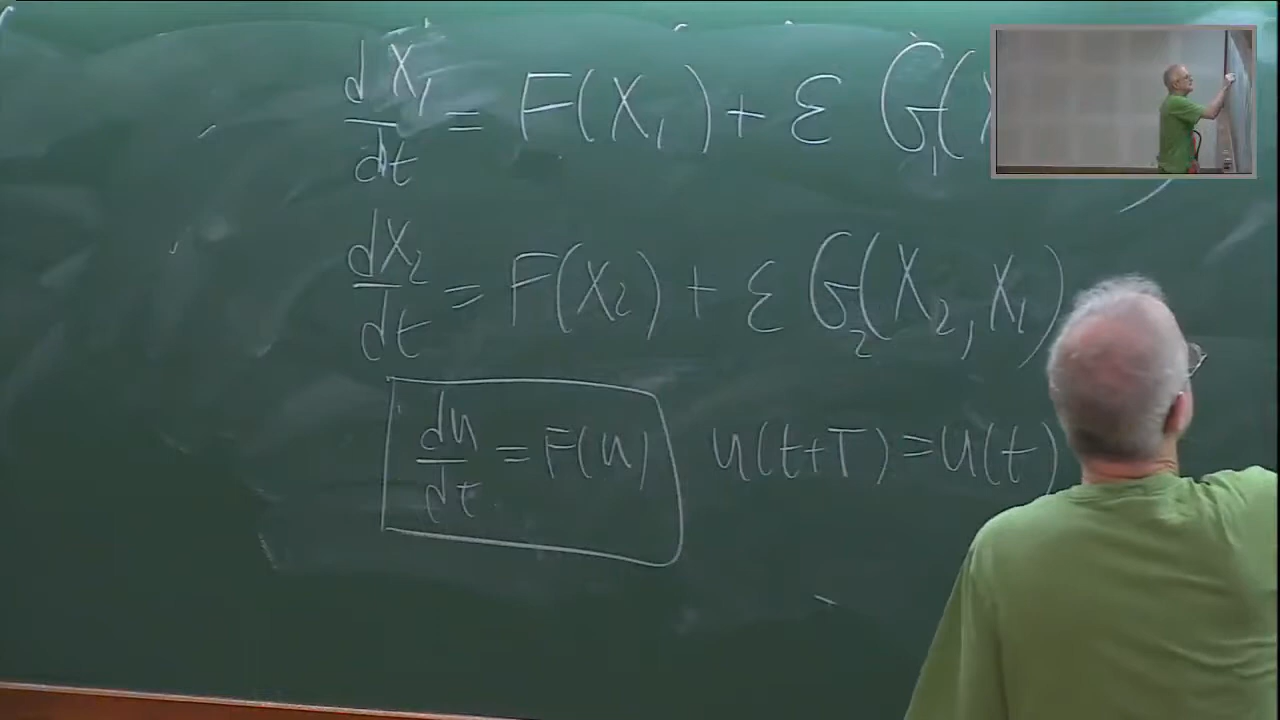 dX₁/dt = F(X₁) + ε G₁(X
dX₂/dt = F(X₂) + ε G₂(X₂, X₁)
du/dt = F(u) u(t+T) = u(t)